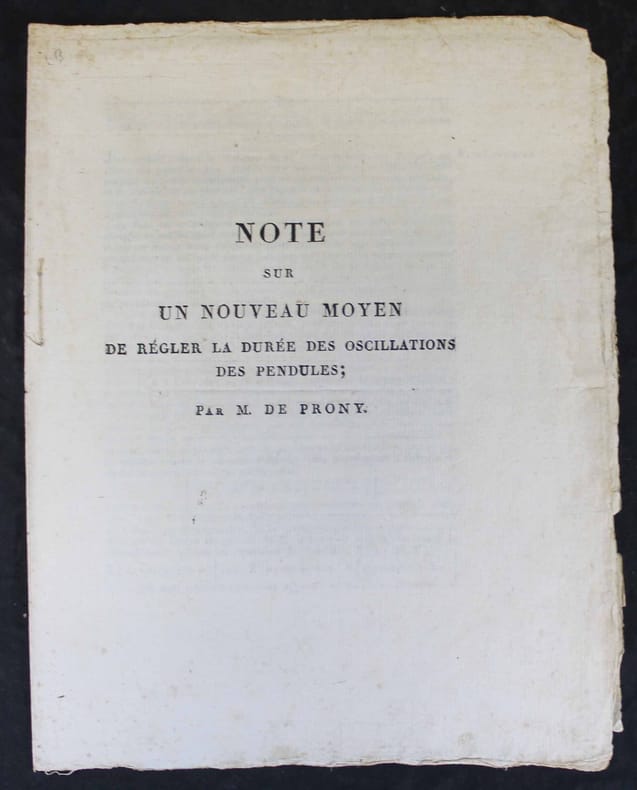 NOTE
SUR
UN NOUVEAU MOYEN
DE RÉGLER LA DURÉE DES OSCILLATIONS
DES PENDULES;
PAR M. DE PRONY.